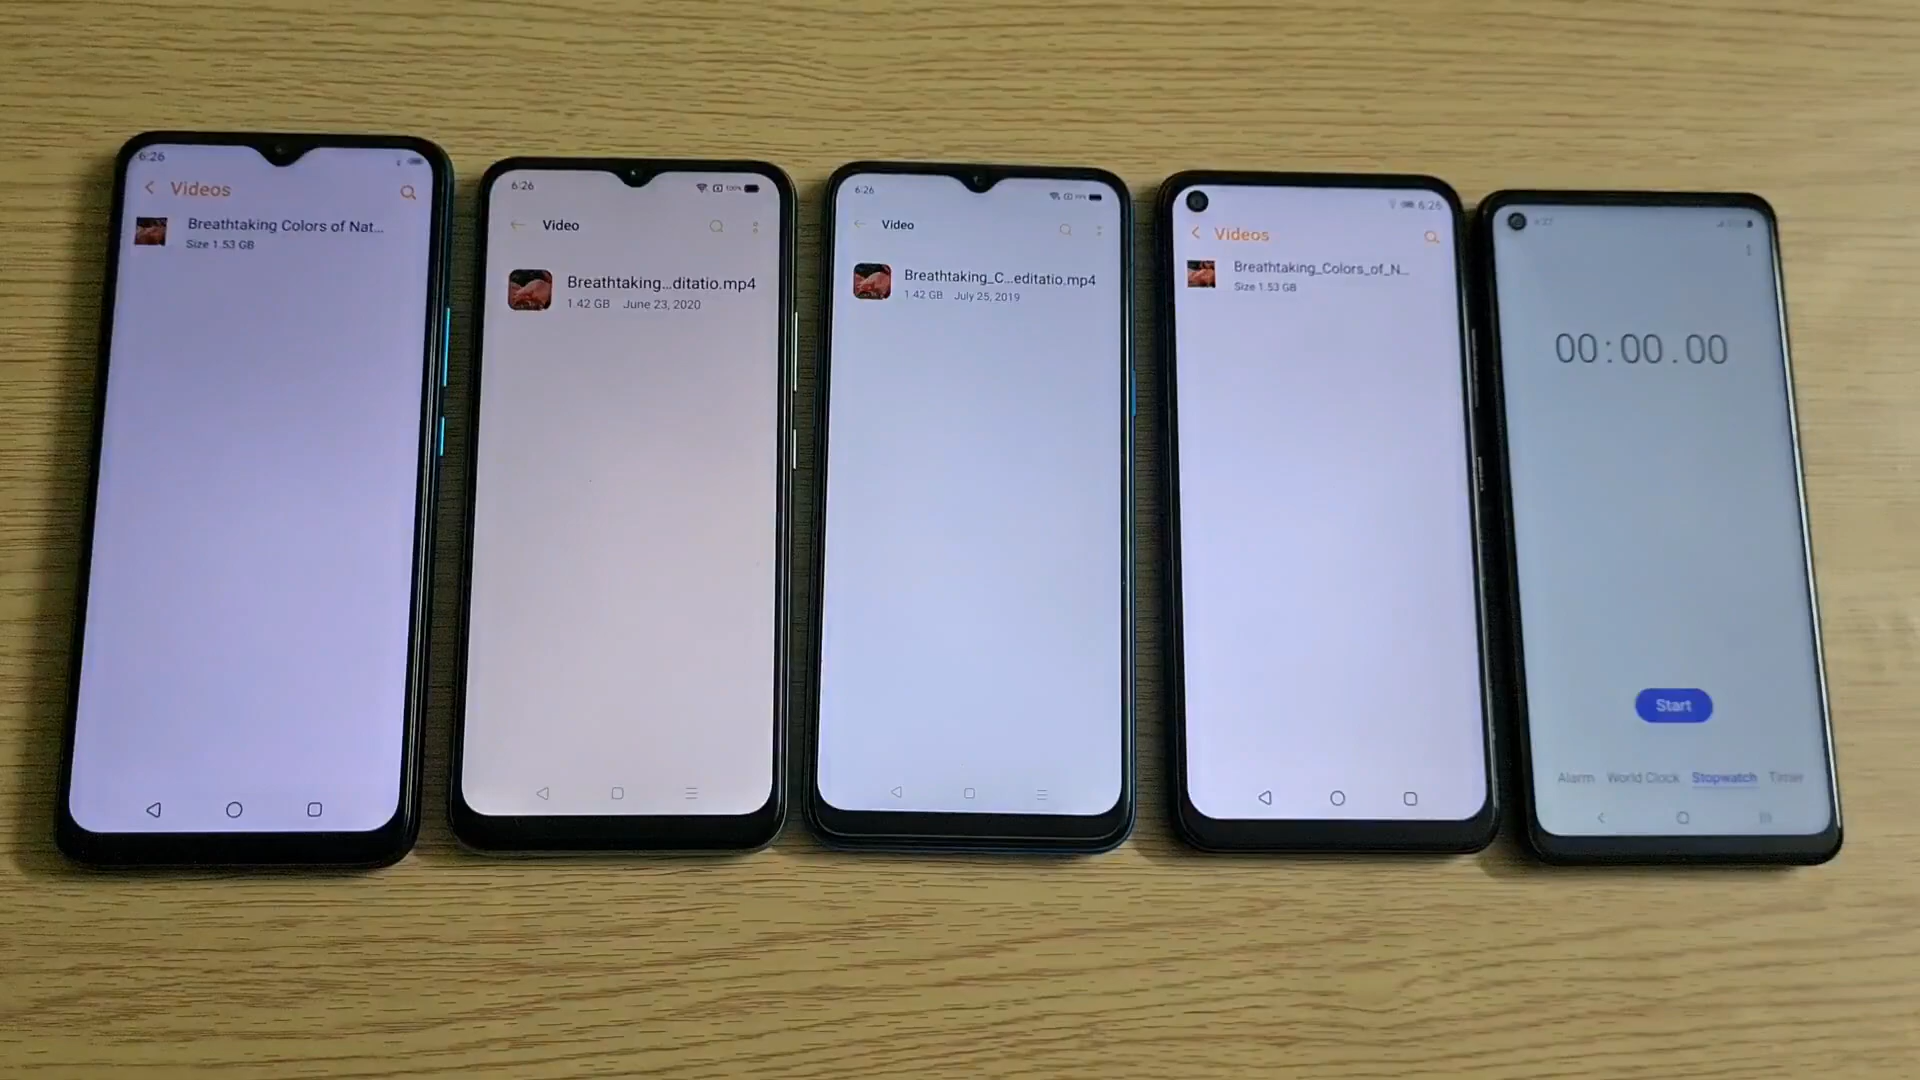 6:26
Videos
Breathtaking Colors of Nat...
Size 1.53 GB
6:26
100%
Video
Breathtaking...ditatio.mp4
1.42 GB June 23, 2020
6:26
Video
Breathtaking_C...editatio.mp4
1.42 GB July 25, 2019
6:26
Videos
Breathtaking_Colors_of_N...
Size 1.53 GB
00:00.00
Start
Alarm World Clock Stopwatch Timer